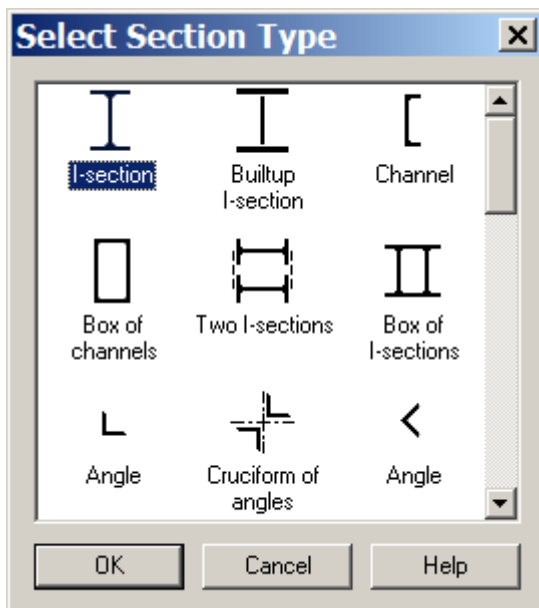 Select Section Type
I-section
Builtup
I-section
Channel
Box of
channels
Two I-sections
Box of
I-sections
Angle
Cruciform of
angles
Angle
OK
Cancel
Help